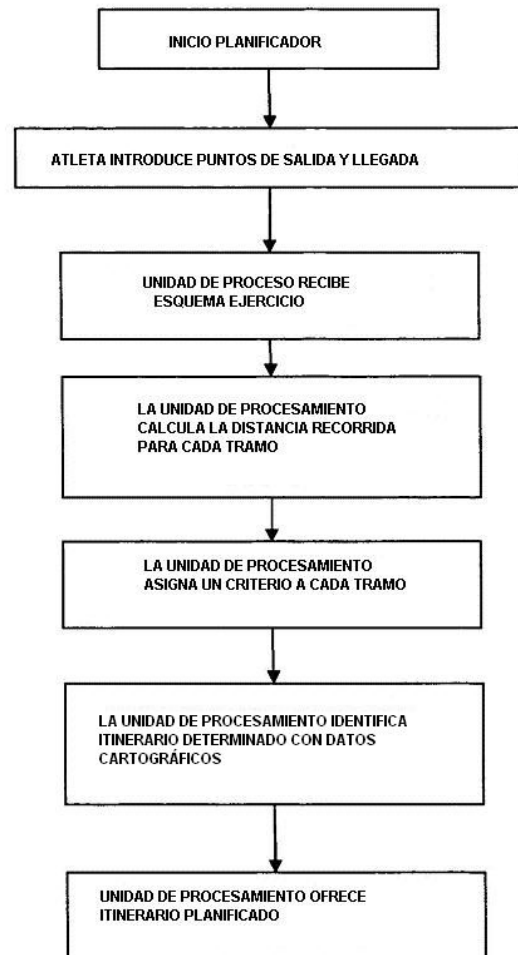 INICIO PLANIFICADOR
ATLETA INTRODUCE PUNTOS DE SALIDA Y LLEGADA
UNIDAD DE PROCESO RECIBE
ESQUEMA EJERCICIO
LA UNIDAD DE PROCESAMIENTO
CALCULA LA DISTANCIA RECORRIDA
PARA CADA TRAMO
LA UNIDAD DE PROCESAMIENTO
ASIGNA UN CRITERIO A CADA TRAMO
LA UNIDAD DE PROCESAMIENTO IDENTIFICA
ITINERARIO DETERMINADO CON DATOS
CARTOGRÁFICOS
UNIDAD DE PROCESAMIENTO OFRECE
ITINERARIO PLANIFICADO